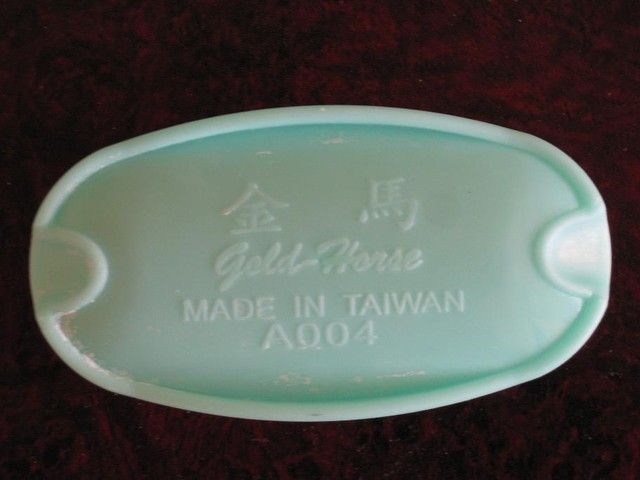 金 馬
Gold-Horse
MADE IN TAIWAN
A004